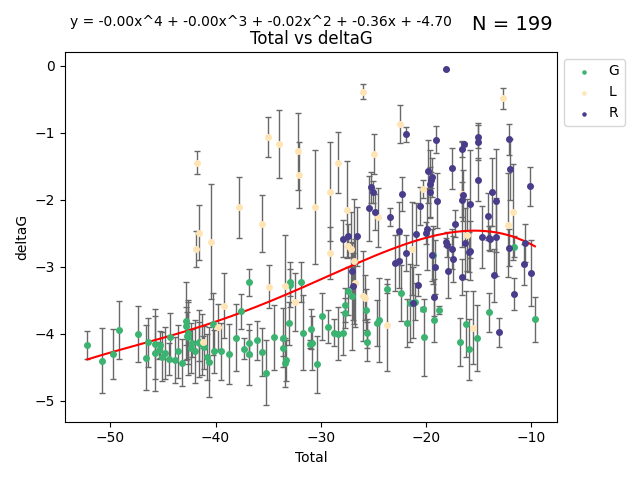 y = -0.00x^4 + -0.00x^3 + -0.02x^2 + -0.36x + -4.70
N = 199
Total vs deltaG
G
L
R
deltaG
0
−1
−2
−3
−4
−5
−50
−40
−30
−20
−10
Total